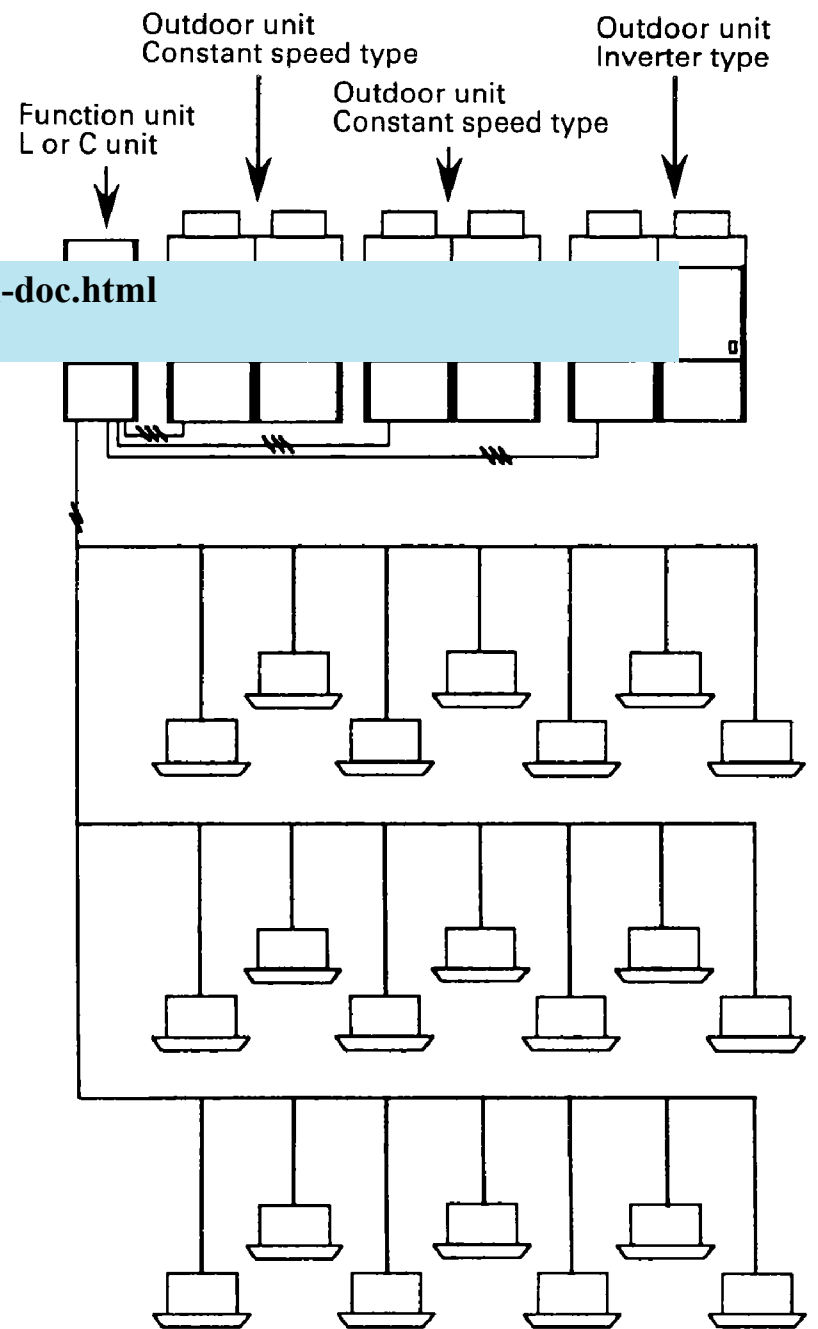 Outdoor unit
Constant speed type
Outdoor unit
Inverter type
Outdoor unit
Constant speed type
Function unit
L or C unit
-doc.html